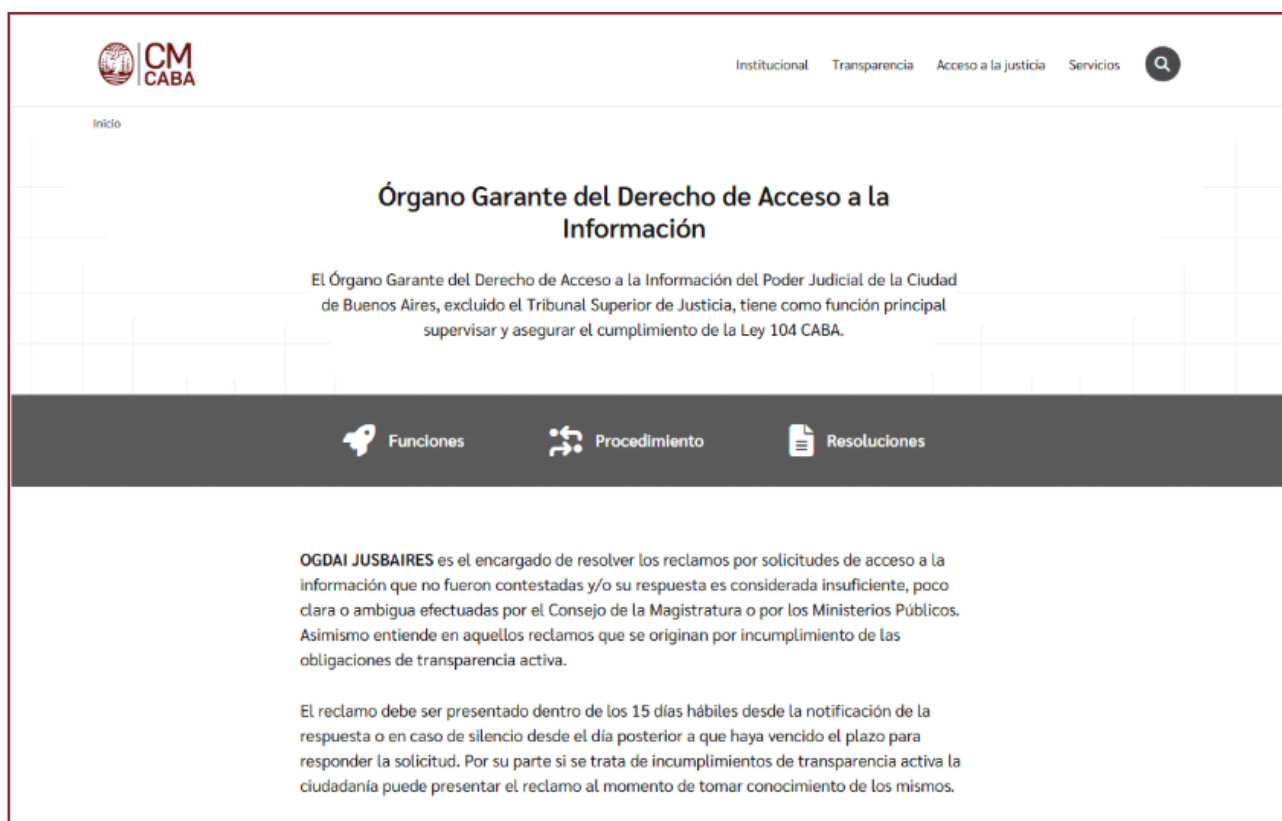 CM
CABA
Institucional Transparencia Acceso a la justicia Servicios
Inicio
Órgano Garante del Derecho de Acceso a la
Información
El Órgano Garante del Derecho de Acceso a la Información del Poder Judicial de la Ciudad
de Buenos Aires, excluido el Tribunal Superior de Justicia, tiene como función principal
supervisar y asegurar el cumplimiento de la Ley 104 CABA.
Funciones Procedimiento Resoluciones
OGDAI JUSBAIRES es el encargado de resolver los reclamos por solicitudes de acceso a la
información que no fueron contestadas y/o su respuesta es considerada insuficiente, poco
clara o ambigua efectuadas por el Consejo de la Magistratura o por los Ministerios Públicos.
Asimismo entiende en aquellos reclamos que se originan por incumplimiento de las
obligaciones de transparencia activa.
El reclamo debe ser presentado dentro de los 15 días hábiles desde la notificación de la
respuesta o en caso de silencio desde el día posterior a que haya vencido el plazo para
responder la solicitud. Por su parte si se trata de incumplimientos de transparencia activa la
ciudadanía puede presentar el reclamo al momento de tomar conocimiento de los mismos.